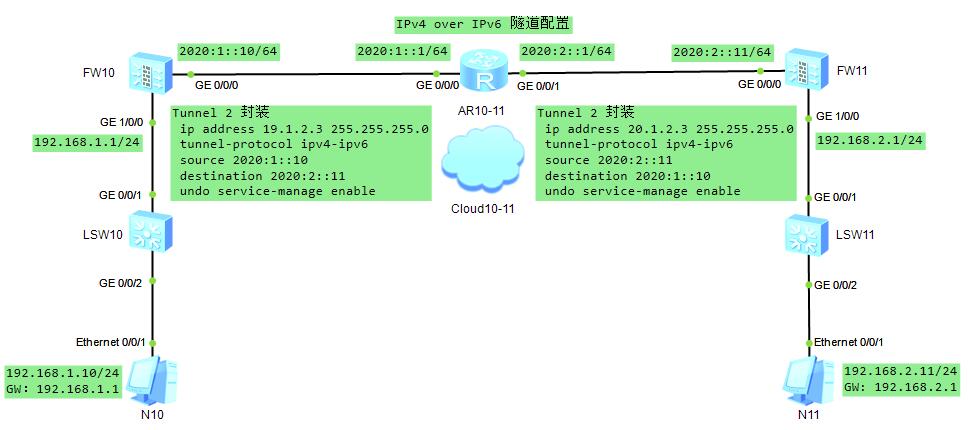 IPv4 over IPv6 隧道配置
2020:1::10/64
2020:1::1/64
2020:2::1/64
2020:2::11/64
FW10
GE 0/0/0
GE 0/0/0
R
GE 0/0/1
GE 0/0/0
FW11
AR10-11
GE 1/0/0
192.168.1.1/24
Tunnel 2 封装
ip address 19.1.2.3 255.255.255.0
tunnel-protocol ipv4-ipv6
source 2020:1::10
destination 2020:2::11
undo service-manage enable
Tunnel 2 封装
ip address 20.1.2.3 255.255.255.0
tunnel-protocol ipv4-ipv6
source 2020:2::11
destination 2020:1::10
undo service-manage enable
GE 1/0/0
192.168.2.1/24
Cloud10-11
GE 0/0/1
LSW10
GE 0/0/2
GE 0/0/1
LSW11
GE 0/0/2
Ethernet 0/0/1
192.168.1.10/24
GW: 192.168.1.1
N10
Ethernet 0/0/1
192.168.2.11/24
GW: 192.168.2.1
N11